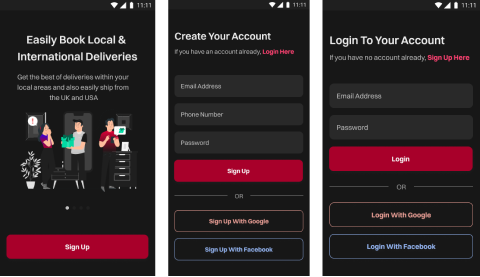 11:11
Easily Book Local &
International Deliveries
Get the best of deliveries within your
local areas and also easily ship from
the UK and USA
Sign Up
11:11
Create Your Account
If you have an account already, Login Here
Email Address
Phone Number
Password
Sign Up
OR
Sign Up With Google
Sign Up With Facebook
11:11
Login To Your Account
If you have no account already, Sign Up Here
Email Address
Password
Login
OR
Login With Google
Login With Facebook